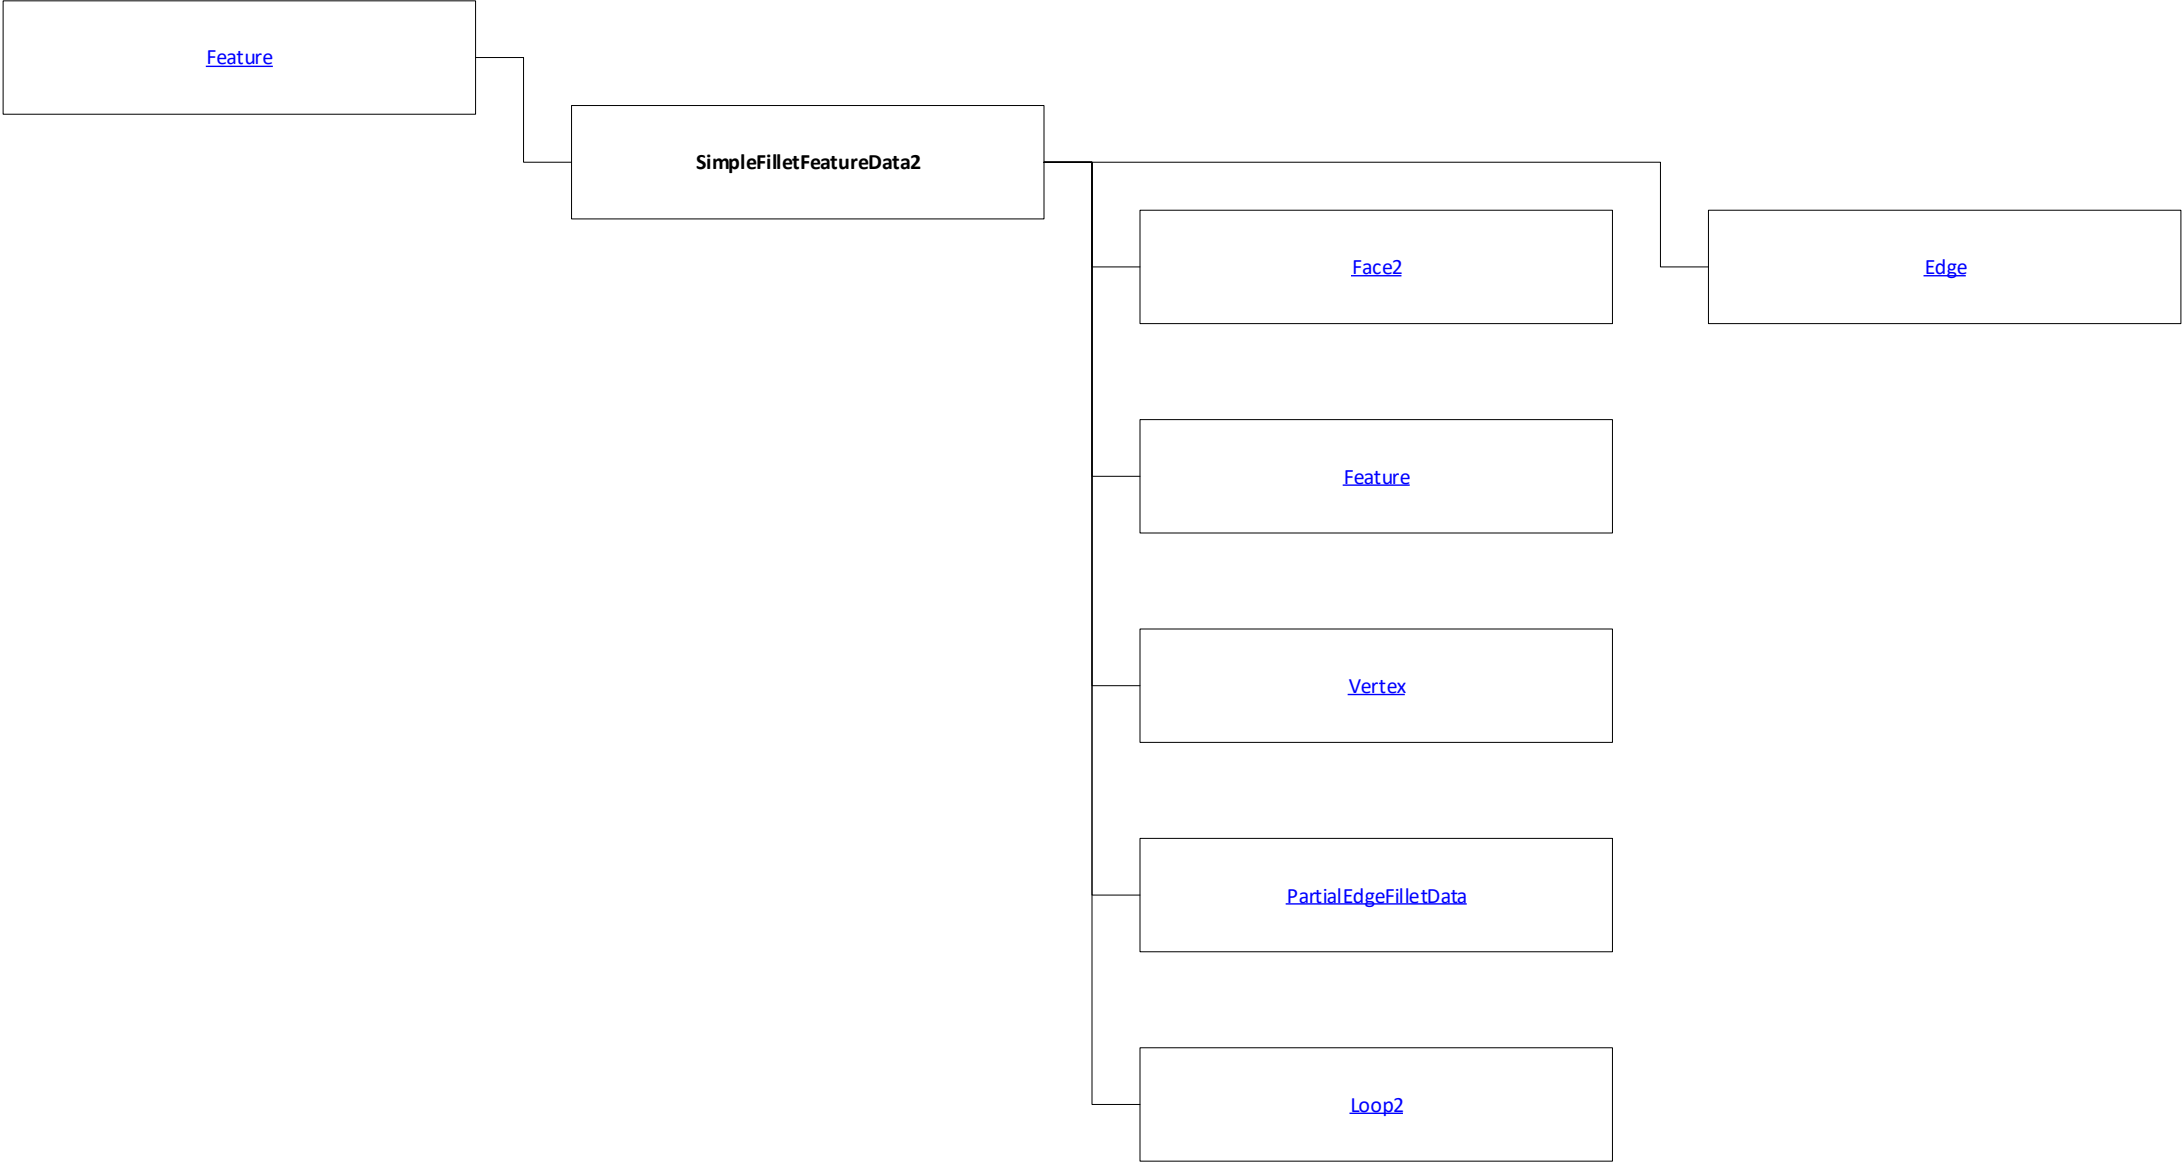 Feature
SimpleFilletFeatureData2
Face2
Edge
Feature
Vertex
PartialEdgeFilletData
Loop2